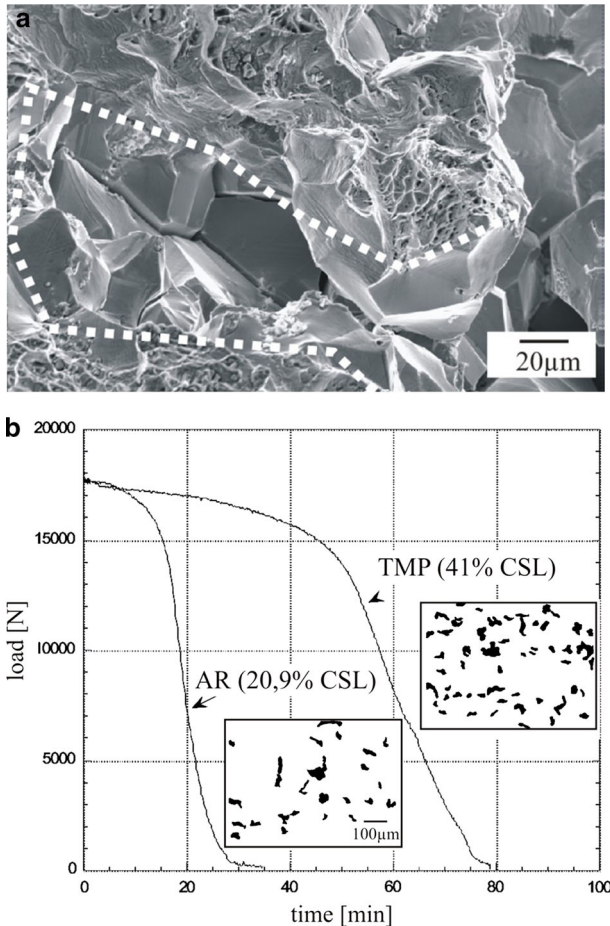 a
20µm
b
20000
15000
10000
5000
0
load [N]
TMP (41% CSL)
AR (20,9% CSL)
100µm
0 20 40 60 80 100
time [min]